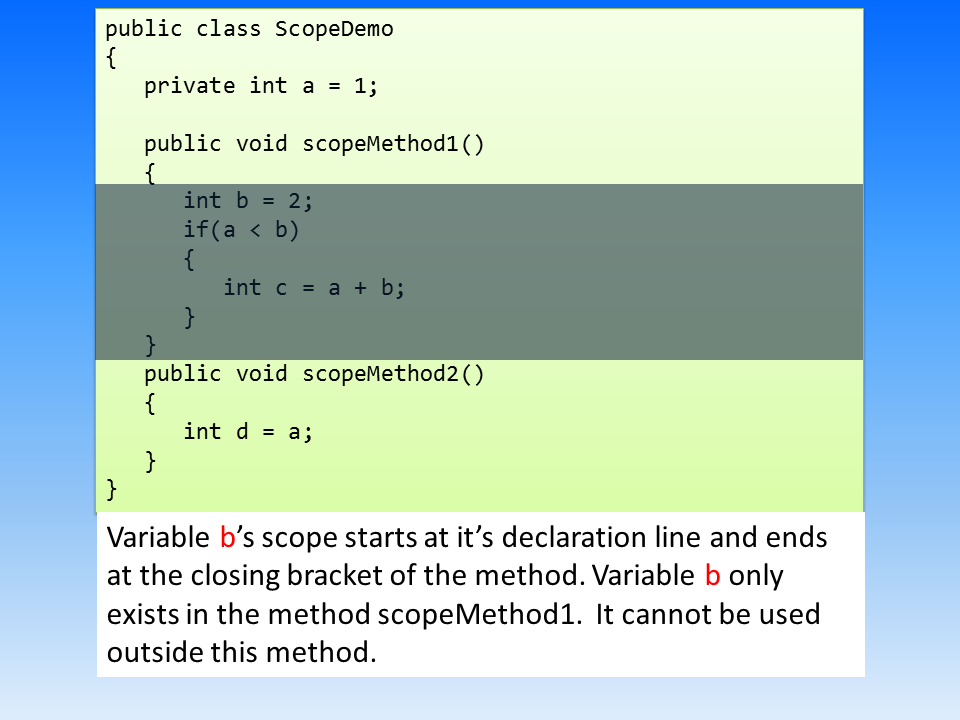 public class ScopeDemo
{
   private int a = 1;

   public void scopeMethod1()
   {
      int b = 2;
      if(a < b)
      {
         int c = a + b;
      }
   }
   public void scopeMethod2()
   {
      int d = a;
   }
}
Variable b’s scope starts at it’s declaration line and ends
at the closing bracket of the method. Variable b only
exists in the method scopeMethod1.  It cannot be used
outside this method.